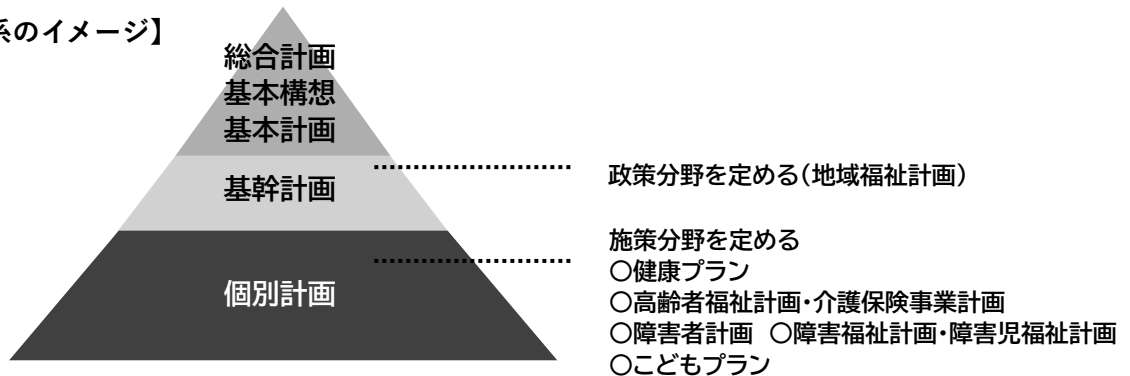 系のイメージ】
総合計画
基本構想
基本計画
基幹計画
政策分野を定める（地域福祉計画）
個別計画
施策分野を定める
○健康プラン
○高齢者福祉計画・介護保険事業計画
○障害者計画　○障害福祉計画・障害児福祉計画
○こどもプラン